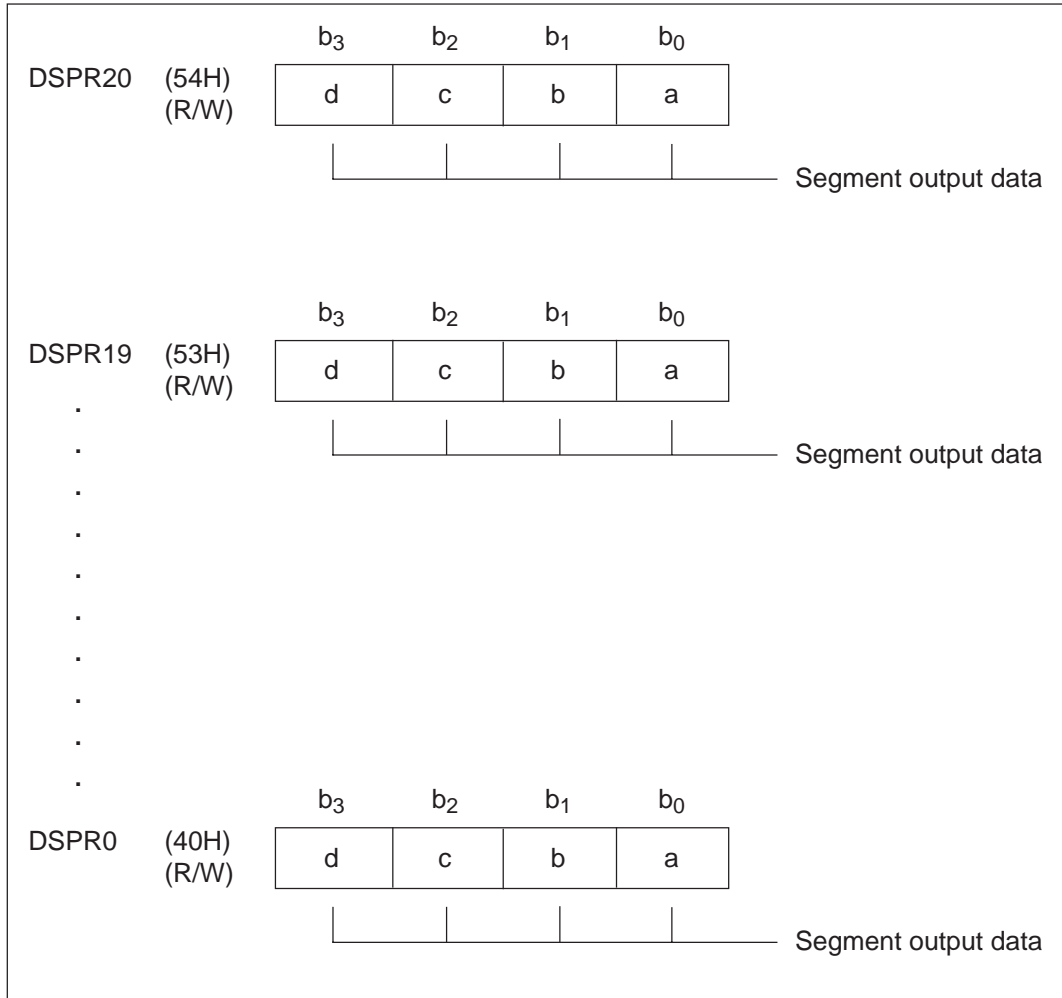 b3 b2 b1 b0
DSPR20 (54H) d c b a
(R/W)
Segment output data
b3 b2 b1 b0
DSPR19 (53H) d c b a
(R/W)
.
.
Segment output data
.
.
.
.
.
.
.
.
b3 b2 b1 b0
DSPR0 (40H) d c b a
(R/W)
Segment output data